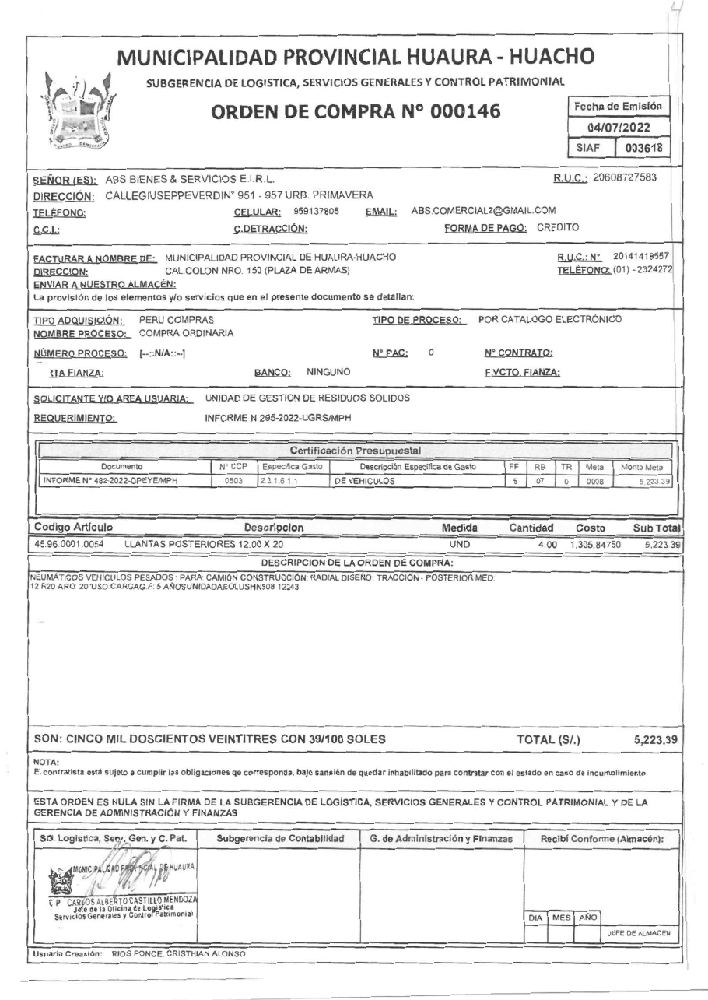 4
MUNICIPALIDAD PROVINCIAL HUAURA - HUACHO
SUBGERENCIA DE LOGISTICA, SERVICIOS GENERALES Y CONTROL PATRIMONIAL
ORDEN DE COMPRA Nº 000146
Fecha de Emisión
04/07/2022
SIAF 003618
SEÑOR (ES): ABS BIENES & SERVICIOS E.I.R.L. R.U.C.: 20608727583
DIRECCIÓN: CALLEGIUSEPPEVERDIN° 951 - 957 URB. PRIMAVERA
TELÉFONO: CELULAR: 959137805 EMAIL: ABS.COMERCIAL2@GMAIL.COM
C.C.I.: C.DETRACCIÓN: FORMA DE PAGO: CREDITO
FACTURAR A NOMBRE DE: MUNICIPALIDAD PROVINCIAL DE HUAURA-HUACHO R.U.C.: N° 20141418557
DIRECCION: CAL.COLON NRO. 150 (PLAZA DE ARMAS) TELÉFONO: (01) - 2324272
ENVIAR A NUESTRO ALMACÉN:
La provisión de los elementos y/o servicios que en el presente documento se detallan:
TIPO ADQUISICIÓN: PERU COMPRAS TIPO DE PROCESO: POR CATALOGO ELECTRÓNICO
NOMBRE PROCESO: COMPRA ORDINARIA
NÚMERO PROCESO: [--::N/A::--] N° PAC: 0 N° CONTRATO:
RTA FIANZA: BANCO: NINGUNO F.VCTO. FIANZA:
SOLICITANTE Y/O AREA USUARIA: UNIDAD DE GESTION DE RESIDUOS SOLIDOS
REQUERIMIENTO: INFORME N 295-2022-UGRS/MPH
Certificación Presupuestal
Documento N° CCP Especifica Gasto Descripción Especifica de Gasto FF RB TR Meta Monto Meta
INFORME N° 482-2022-OPEYE/MPH 0503 2.3.1.6.1.1 DE VEHICULOS 5 07 0 0008 5,223.39
Codigo Artículo Descripcion Medida Cantidad Costo Sub Total
45.96.0001.0054 LLANTAS POSTERIORES 12.00 X 20 UND 4.00 1,305.84750 5,223.39
DESCRIPCION DE LA ORDEN DE COMPRA:
NEUMÁTICOS VEHÍCULOS PESADOS : PARA: CAMIÓN CONSTRUCCIÓN: RADIAL DISEÑO: TRACCIÓN - POSTERIOR MED:
12 R20 ARO: 20"USO:CARGAG.F: 5 AÑOSUNIDADAEOLUSHN508 12243
SON: CINCO MIL DOSCIENTOS VEINTITRES CON 39/100 SOLES TOTAL (S/.) 5,223.39
NOTA:
El contratista está sujeto a cumplir las obligaciones qe corresponda, bajo sansión de quedar inhabilitado para contratar con el estado en caso de incumplimiento
ESTA ORDEN ES NULA SIN LA FIRMA DE LA SUBGERENCIA DE LOGÍSTICA, SERVICIOS GENERALES Y CONTROL PATRIMONIAL Y DE LA
GERENCIA DE ADMINISTRACIÓN Y FINANZAS
SG. Logistica, Serv. Gen. y C. Pat. Subgerencia de Contabilidad G. de Administración y Finanzas Recibí Conforme (Almacén):
MUNICIPALIDAD PROVINCIAL DE HUAURA
C P CARLOS ALBERTO CASTILLO MENDOZA
Jefe de la Oficina de Logistica
Servicios Generales y Control Patrimonial
DIA MES AÑO
JEFE DE ALMACEN
Usuario Creación: RIOS PONCE, CRISTHIAN ALONSO